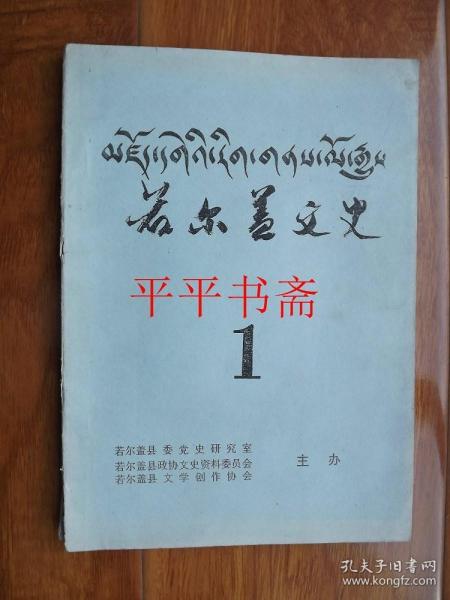 若尔盖文史
平平书斋
1
若尔盖县委党史研究室
若尔盖县政协文史资料委员会
若尔盖县文学创作协会
主办
孔夫子旧书网
www.kongfz.com